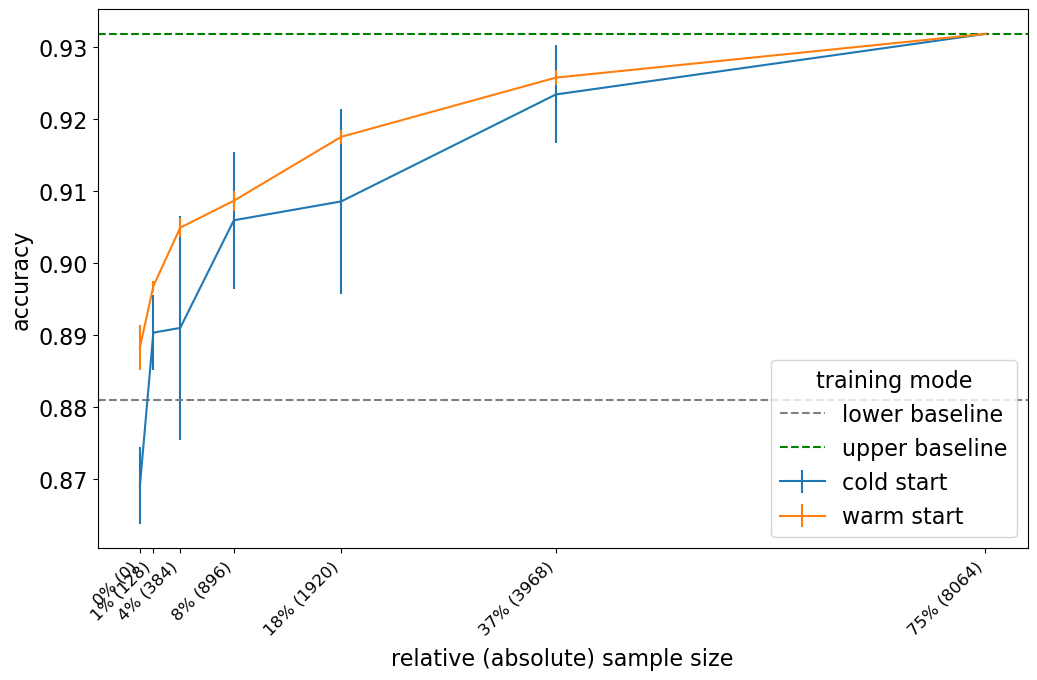 0.93
0.92
0.91
0.90
0.89
0.88
0.87
accuracy
training mode
lower baseline
upper baseline
cold start
warm start
0% (0)
1% (128)
4% (384)
8% (896)
18% (1920)
37% (3968)
75% (8064)
relative (absolute) sample size